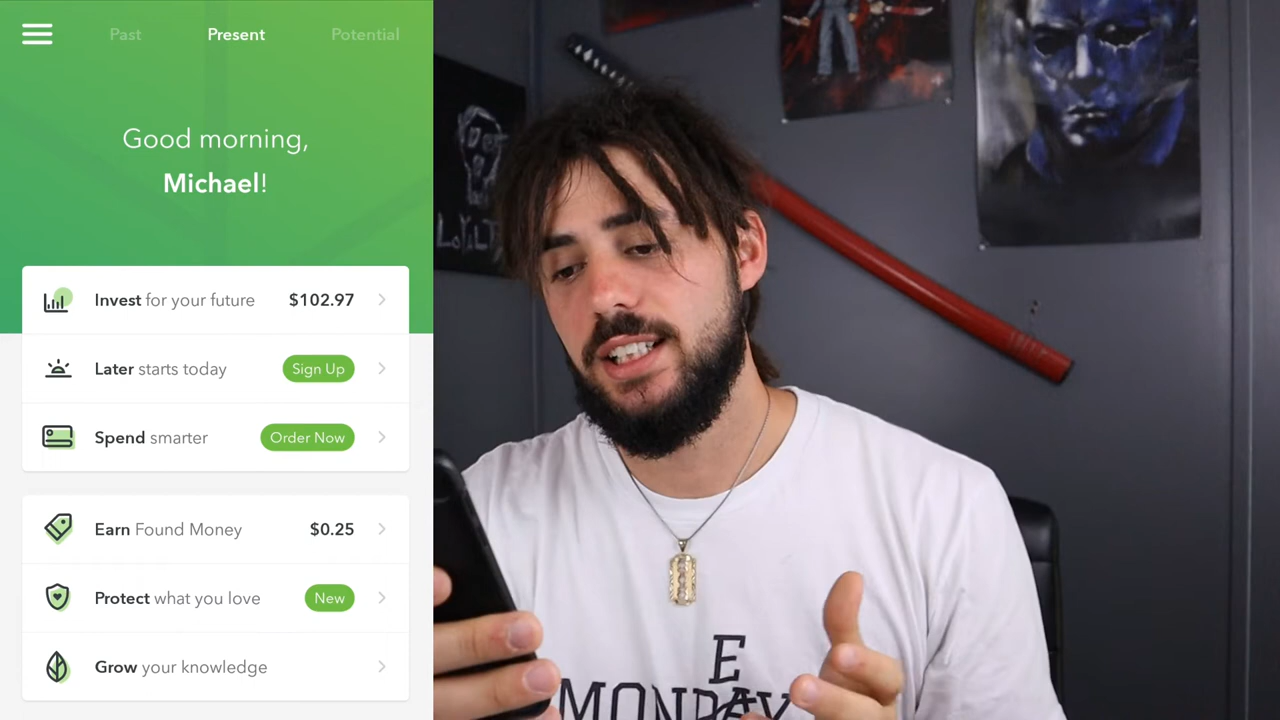 Past Present Potential
Good morning,
Michael!
Invest for your future $102.97
Later starts today Sign Up
Spend smarter Order Now
Earn Found Money $0.25
Protect what you love New
Grow your knowledge
E
MONDAY